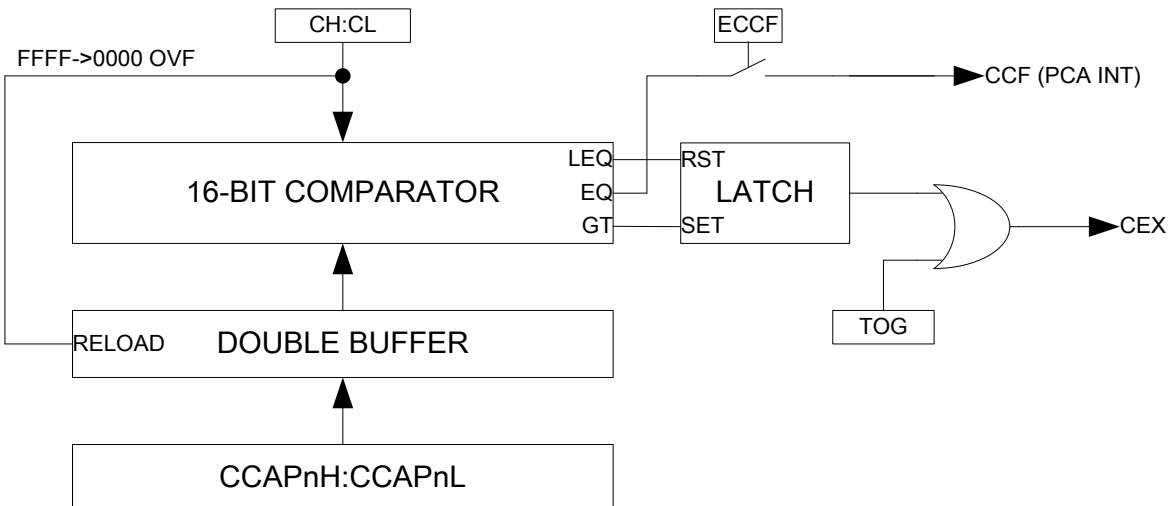 CH:CL
ECCF
FFFF->0000 OVF
CCF (PCA INT)
LEQ
RST
16-BIT COMPARATOR
EQ
LATCH
GT
SET
CEX
TOG
RELOAD
DOUBLE BUFFER
CCAPnH:CCAPnL